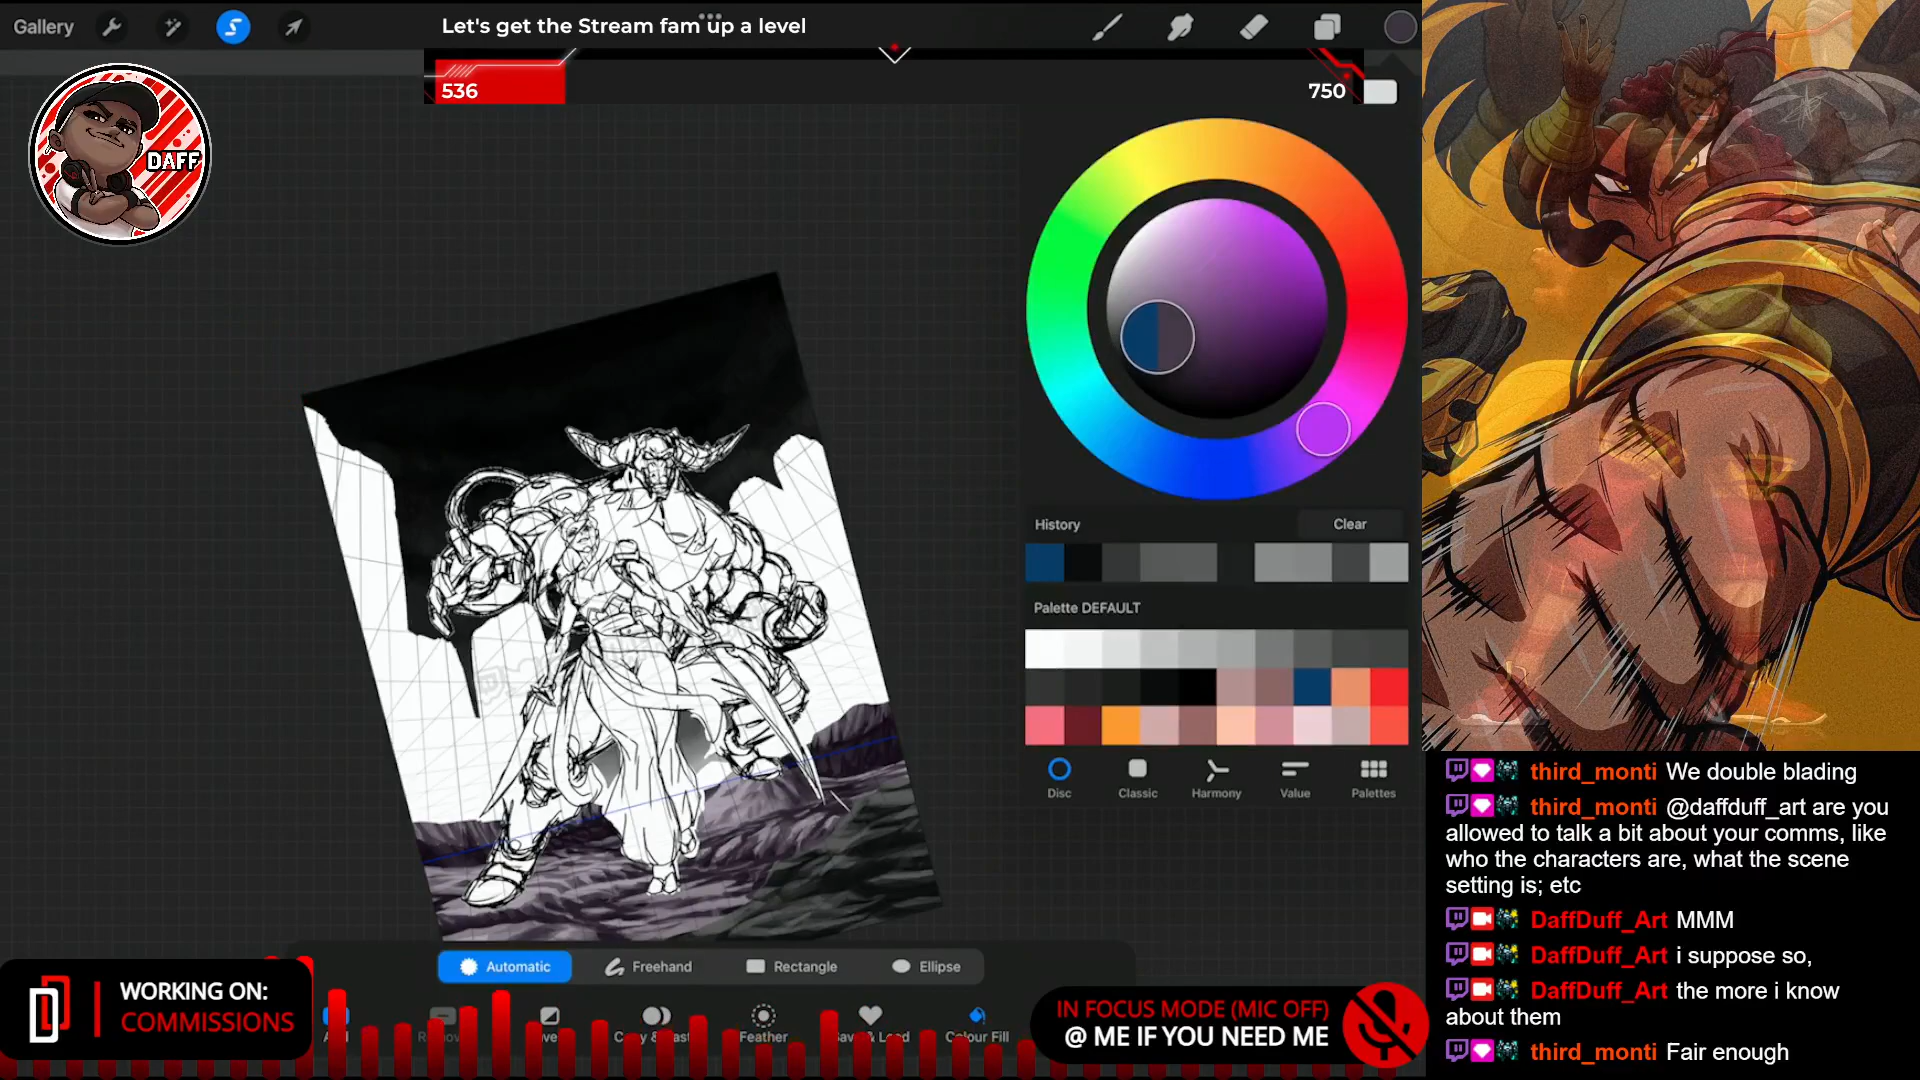 Gallery
Let's get the Stream fam up a level
536
750
DAFF
History
Clear
Palette DEFAULT
Disc
Classic
Harmony
Value
Palettes
Automatic
Freehand
Rectangle
Ellipse
Feather
Colour Fill
WORKING ON:
COMMISSIONS
IN FOCUS MODE (MIC OFF)
@ ME IF YOU NEED ME
third_monti We double blading
third_monti @daffduff_art are you
allowed to talk a bit about your comms, like
who the characters are, what the scene
setting is; etc
DaffDuff_Art MMM
DaffDuff_Art i suppose so,
DaffDuff_Art the more i know
about them
third_monti Fair enough